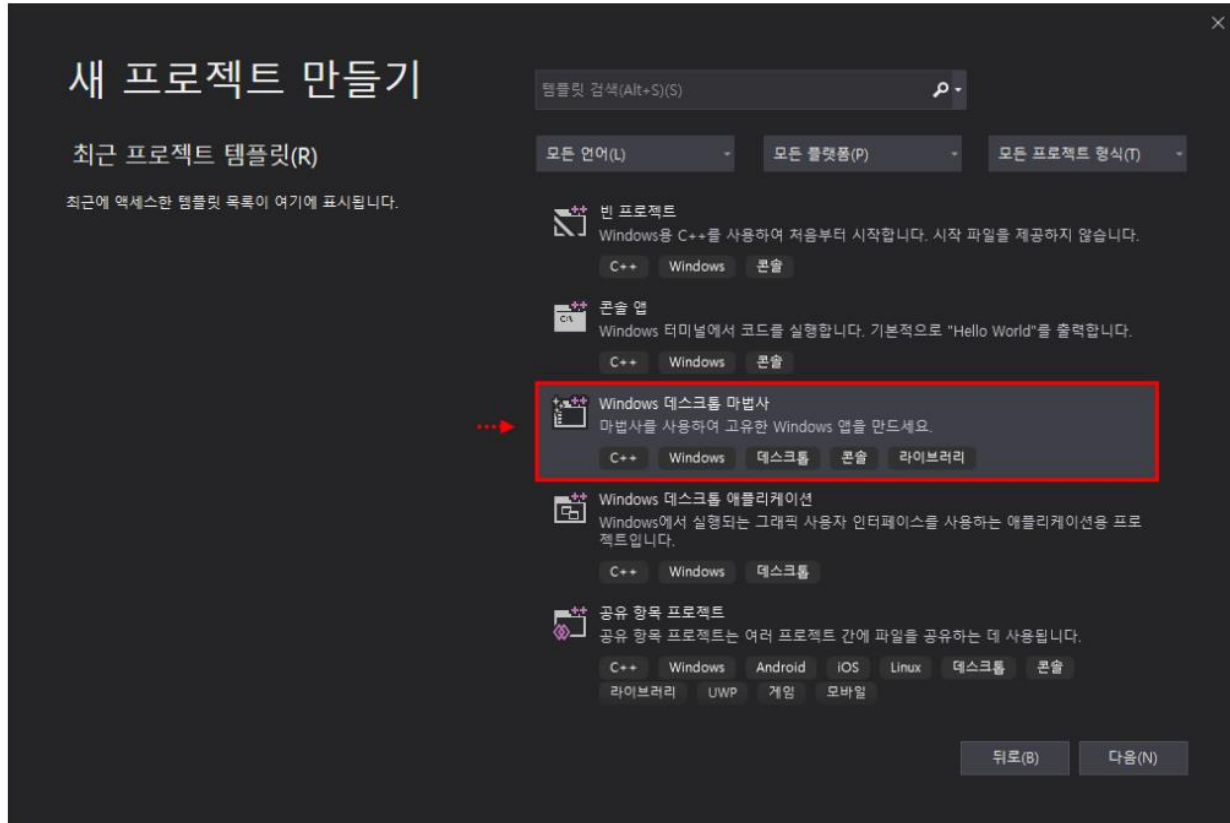 새 프로젝트 만들기
템플릿 검색(Alt+S)(S)
최근 프로젝트 템플릿(R)
모든 언어(L) 모든 플랫폼(P) 모든 프로젝트 형식(T)
최근에 액세스한 템플릿 목록이 여기에 표시됩니다.
빈 프로젝트
Windows용 C++를 사용하여 처음부터 시작합니다. 시작 파일을 제공하지 않습니다.
C++ Windows 콘솔
콘솔 앱
Windows 터미널에서 코드를 실행합니다. 기본적으로 "Hello World"를 출력합니다.
C++ Windows 콘솔
Windows 데스크톱 마법사
마법사를 사용하여 고유한 Windows 앱을 만드세요.
C++ Windows 데스크톱 콘솔 라이브러리
Windows 데스크톱 애플리케이션
Windows에서 실행되는 그래픽 사용자 인터페이스를 사용하는 애플리케이션용 프로
젝트입니다.
C++ Windows 데스크톱
공유 항목 프로젝트
공유 항목 프로젝트는 여러 프로젝트 간에 파일을 공유하는 데 사용됩니다.
C++ Windows Android iOS Linux 데스크톱 콘솔
라이브러리 UWP 게임 모바일
뒤로(B) 다음(N)